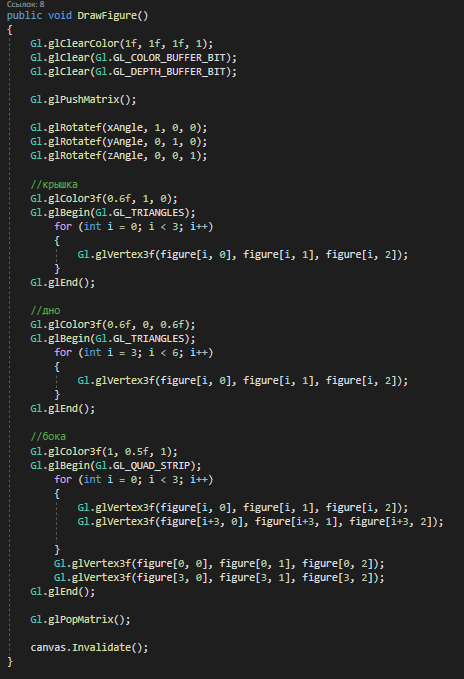 Ссылок: 8
public void DrawFigure()
{
Gl.glClearColor(1f, 1f, 1f, 1);
Gl.glClear(Gl.GL_COLOR_BUFFER_BIT);
Gl.glClear(Gl.GL_DEPTH_BUFFER_BIT);
Gl.glPushMatrix();
Gl.glRotatef(xAngle, 1, 0, 0);
Gl.glRotatef(yAngle, 0, 1, 0);
Gl.glRotatef(zAngle, 0, 0, 1);
//крышка
Gl.glColor3f(0.6f, 1, 0);
Gl.glBegin(Gl.GL_TRIANGLES);
for (int i = 0; i < 3; i++)
{
Gl.glVertex3f(figure[i, 0], figure[i, 1], figure[i, 2]);
}
Gl.glEnd();
//дно
Gl.glColor3f(0.6f, 0, 0.6f);
Gl.glBegin(Gl.GL_TRIANGLES);
for (int i = 3; i < 6; i++)
{
Gl.glVertex3f(figure[i, 0], figure[i, 1], figure[i, 2]);
}
Gl.glEnd();
//бока
Gl.glColor3f(1, 0.5f, 1);
Gl.glBegin(Gl.GL_QUAD_STRIP);
for (int i = 0; i < 3; i++)
{
Gl.glVertex3f(figure[i, 0], figure[i, 1], figure[i, 2]);
Gl.glVertex3f(figure[i+3, 0], figure[i+3, 1], figure[i+3, 2]);
}
Gl.glVertex3f(figure[0, 0], figure[0, 1], figure[0, 2]);
Gl.glVertex3f(figure[3, 0], figure[3, 1], figure[3, 2]);
Gl.glEnd();
Gl.glPopMatrix();
canvas.Invalidate();
}